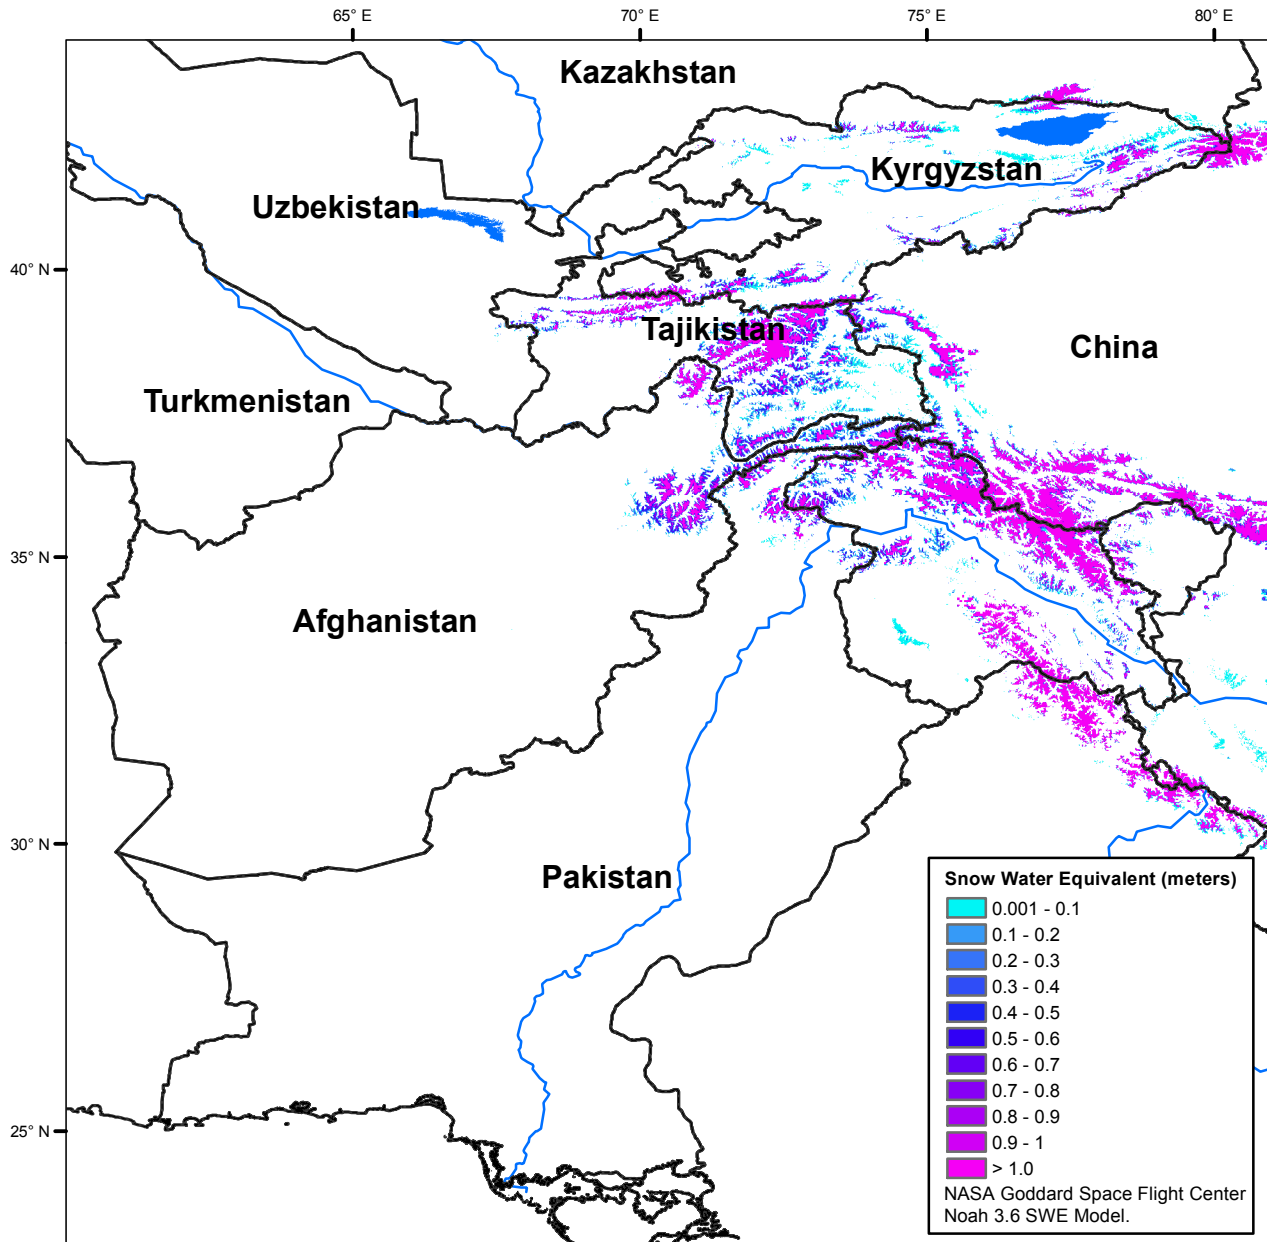 65° E
70° E
75° E
80° E
Kazakhstan
Kyrgyzstan
Uzbekistan
40° N
Tajikistan
China
Turkmenistan
35° N
Afghanistan
30° N
Pakistan
25° N
Snow Water Equivalent (meters)
0.001 - 0.1
0.1 - 0.2
0.2 - 0.3
0.3 - 0.4
0.4 - 0.5
0.5 - 0.6
0.6 - 0.7
0.7 - 0.8
0.8 - 0.9
0.9 - 1
> 1.0
NASA Goddard Space Flight Center
Noah 3.6 SWE Model.